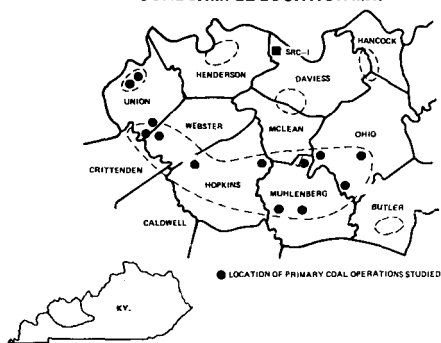 HANCOCK
SRC-I
HENDERSON
DAVIESS
UNION
WEBSTER
MCLEAN
OHIO
CRITTENDEN
HOPKINS
MUHLENBERG
BUTLER
CALDWELL
LOCATION OF PRIMARY COAL OPERATIONS STUDIED
KY.